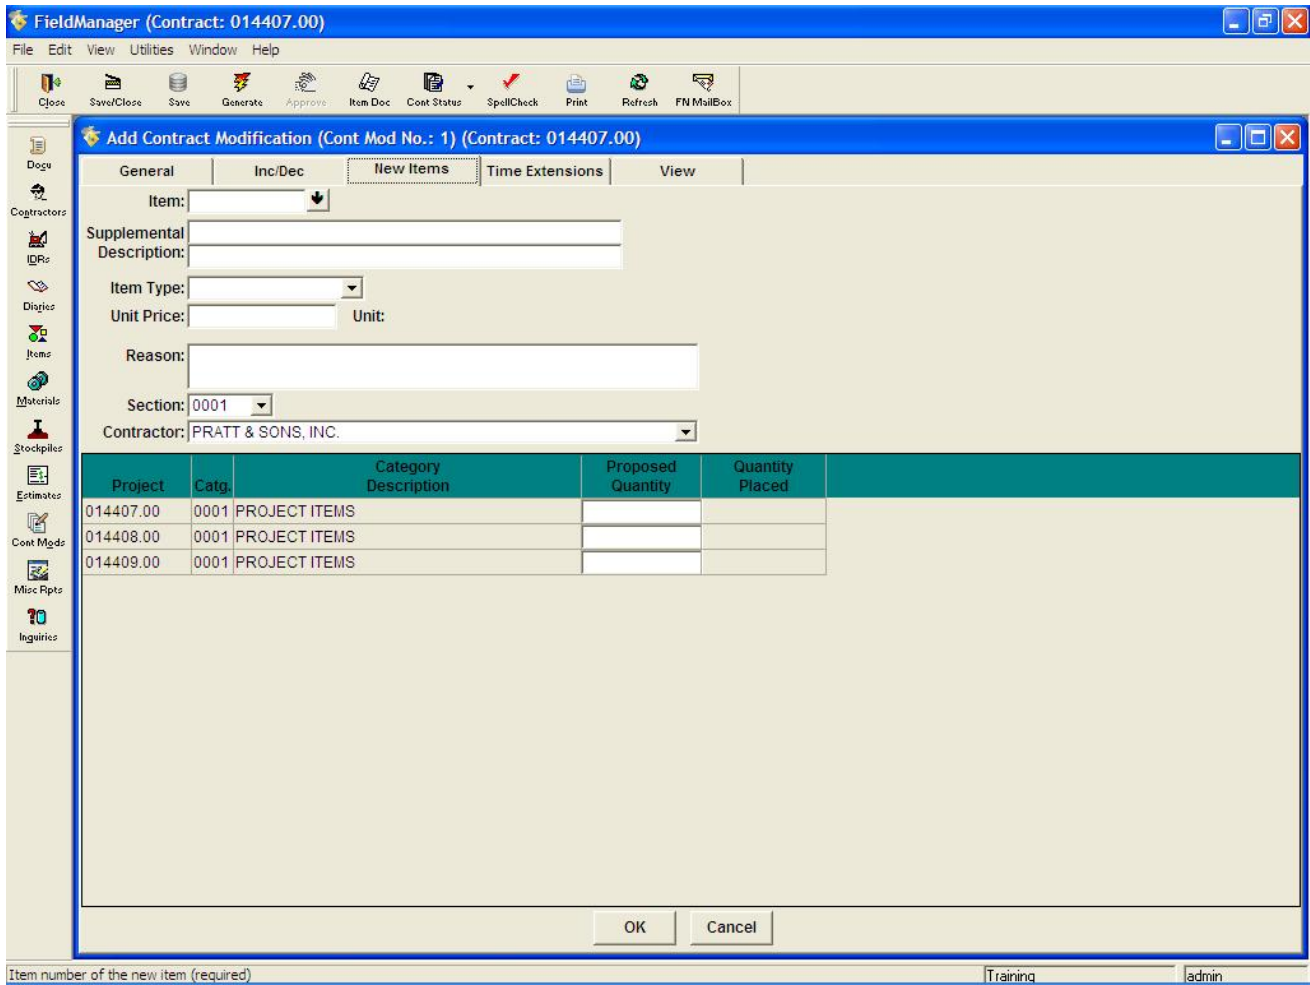 FieldManager (Contract: 014407.00)
File Edit View Utilities Window Help
Close Save/Close Save Generate Approve Item Doc Cont Status SpellCheck Print Refresh FN MailBox
Docu
Contractors
IDRs
Diaries
Items
Materials
Stockpiles
Estimates
Cont Mods
Misc Rpts
Inquiries
Add Contract Modification (Cont Mod No.: 1) (Contract: 014407.00)
General Inc/Dec New Items Time Extensions View
Item:
Supplemental
Description:
Item Type:
Unit Price: Unit:
Reason:
Section: 0001
Contractor: PRATT & SONS, INC.
Project Catg. Category Description Proposed Quantity Quantity Placed
014407.00 0001 PROJECT ITEMS
014408.00 0001 PROJECT ITEMS
014409.00 0001 PROJECT ITEMS
OK Cancel
Item number of the new item (required) Training admin